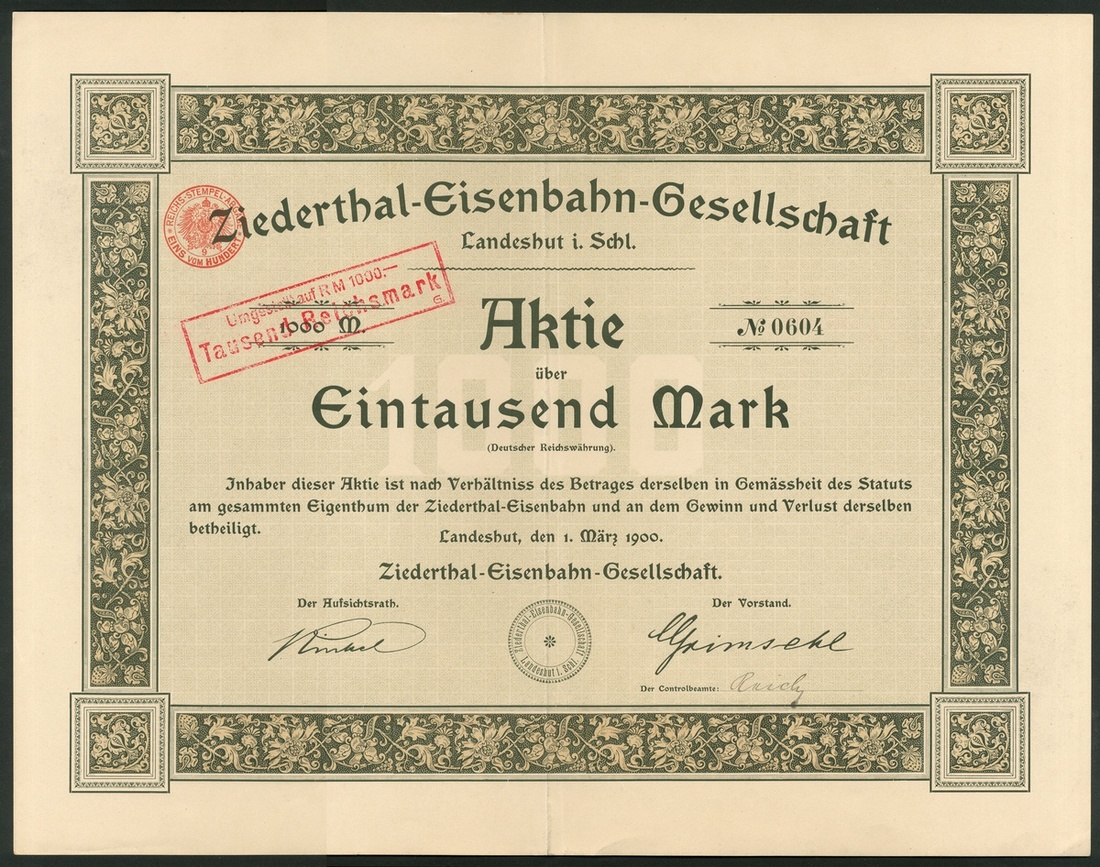 Ziederthal-Eisenbahn-Gesellschaft
Landeshut i. Schl.
REICHS-STEMPEL-
EINS VOM HUNDERT
Umgestellt auf RM 1000.—
Tausend Reichsmark
G
1000 M.
Aktie
№ 0604
über
1000
Eintausend Mark
(Deutscher Reichswährung).
Inhaber dieser Aktie ist nach Verhältniss des Betrages derselben in Gemässheit des Statuts
am gesammten Eigenthum der Ziederthal-Eisenbahn und an dem Gewinn und Verlust derselben
betheiligt.
Landeshut, den 1. März 1900.
Ziederthal-Eisenbahn-Gesellschaft.
Der Aufsichtsrath.
Der Vorstand.
Ziederthal-Eisenbahn-Gesellschaft
Landeshut i. Schl.
Der Controlbeamte: